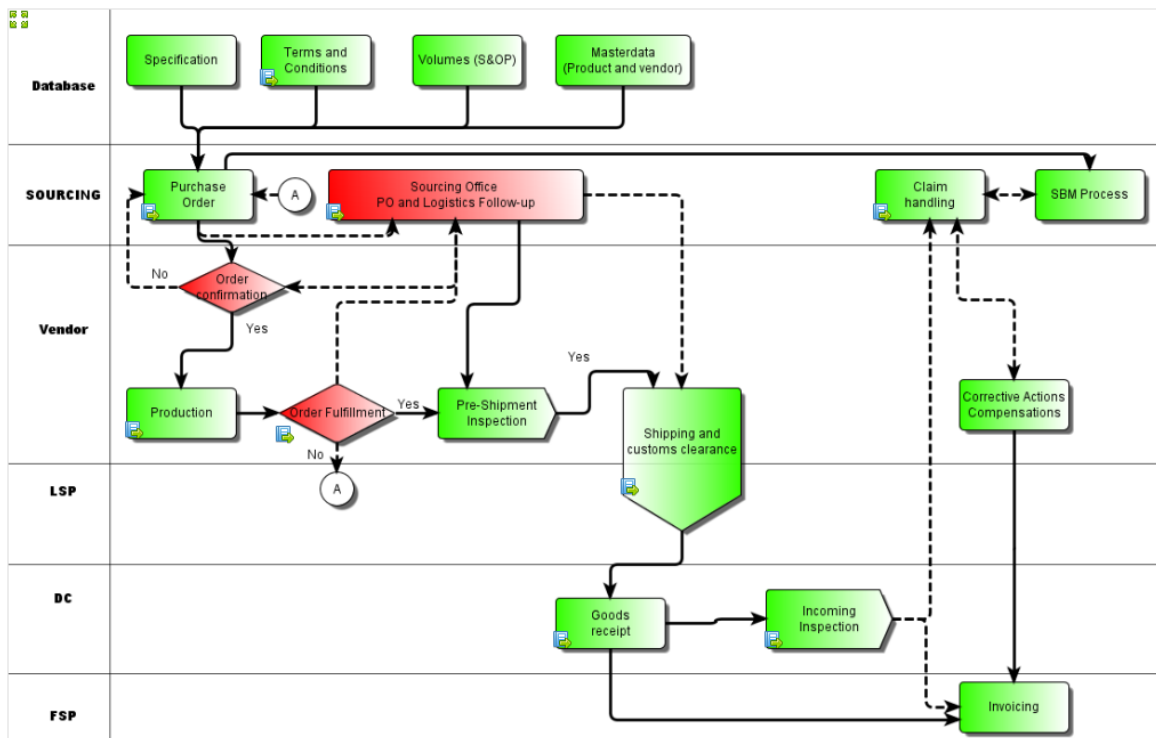 Database
Specification
Terms and
Conditions
Volumes (S&OP)
Masterdata
(Product and vendor)
SOURCING
Purchase
Order
A
Sourcing Office
PO and Logistics Follow-up
Claim
handling
SBM Process
Vendor
No
Order
confirmation
Yes
Production
Order Fulfillment
Yes
No
Pre-Shipment
Inspection
Yes
Shipping and
customs clearance
Corrective Actions
Compensations
LSP
A
DC
Goods
receipt
Incoming
Inspection
FSP
Invoicing